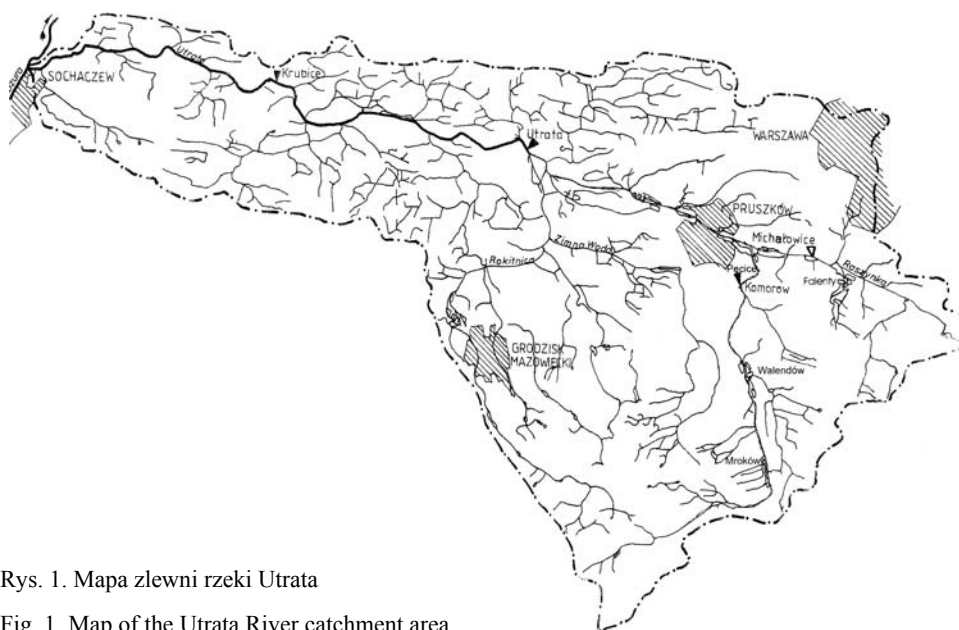 Utrata
Krubice
SOCHACZEW
Utrata
WARSZAWA
PRUSZKÓW
Michałowice
Zimna Woda
Rokitnica
Pęcice
Raszynka
Falenty
Komorów
GRODZISK
MAZOWIECKI
Walendów
Mroków
Rys. 1. Mapa zlewni rzeki Utrata
Fig. 1. Map of the Utrata River catchment area